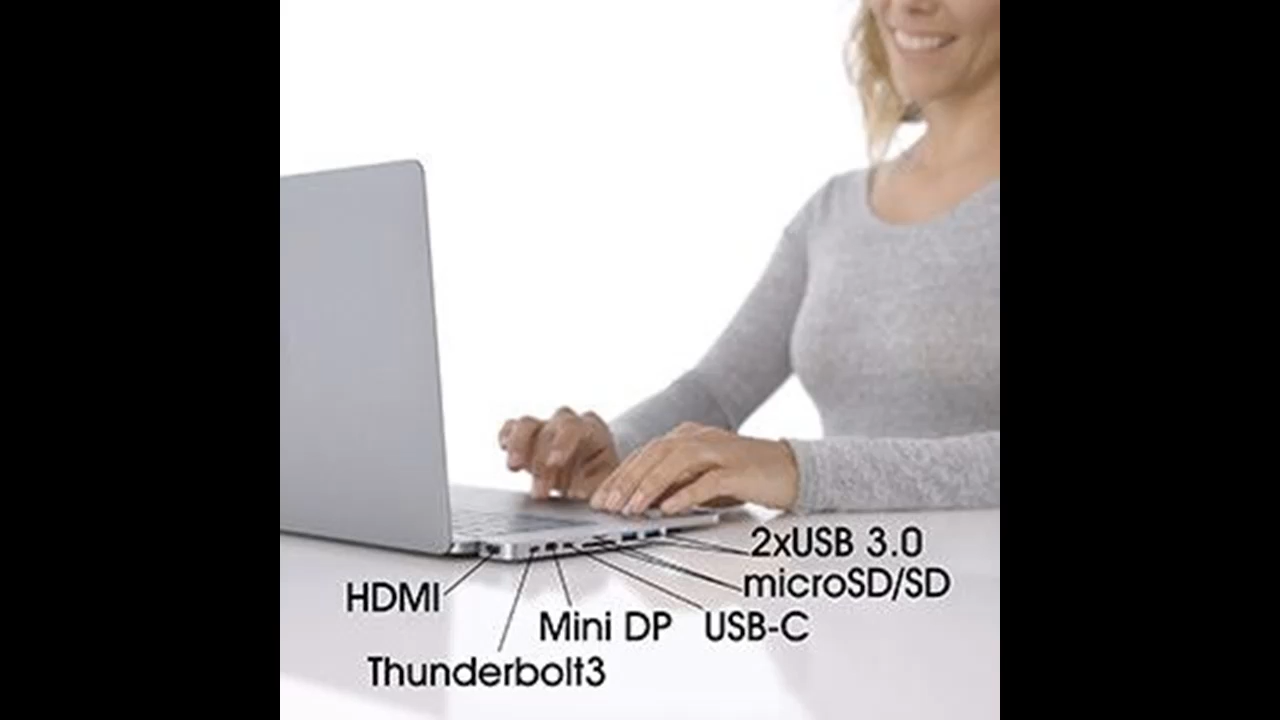 2xUSB 3.0
HDMI
microSD/SD
Mini DP
USB-C
Thunderbolt3